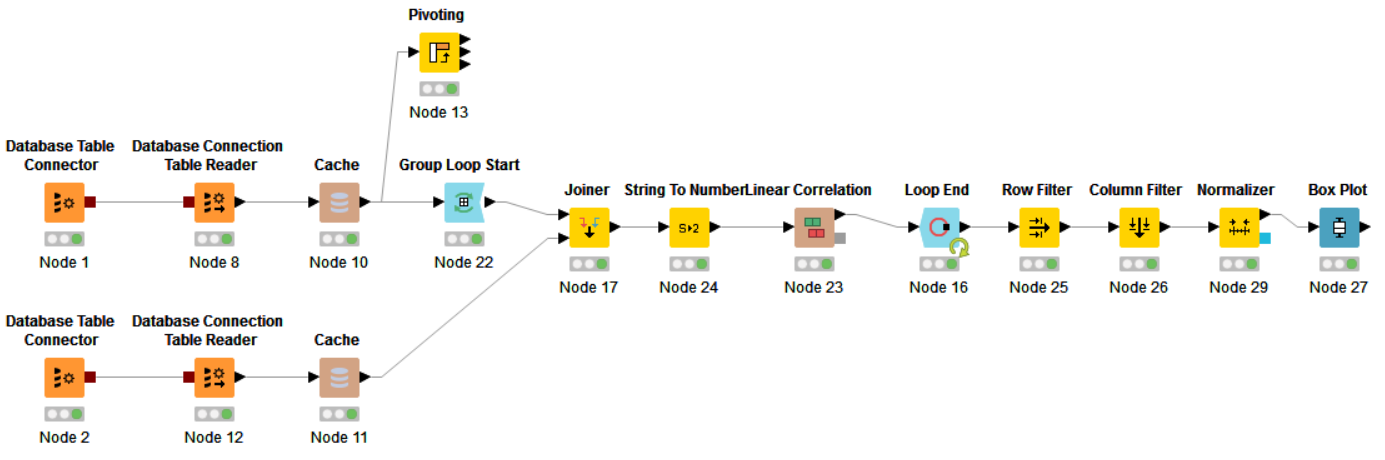 Pivoting
Node 13
Database Table
Connector
Node 1
Database Connection
Table Reader
Node 8
Cache
Node 10
Group Loop Start
Node 22
Joiner
Node 17
String To Number
S▸2
Node 24
Linear Correlation
Node 23
Loop End
Node 16
Row Filter
Node 25
Column Filter
Node 26
Normalizer
Node 29
Box Plot
Node 27
Database Table
Connector
Node 2
Database Connection
Table Reader
Node 12
Cache
Node 11